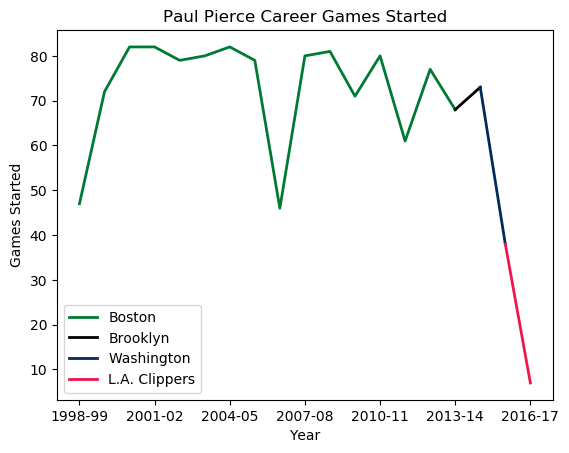 Paul Pierce Career Games Started
Games Started
80
70
60
50
40
30
20
10
Boston
Brooklyn
Washington
L.A. Clippers
1998-99 2001-02 2004-05 2007-08 2010-11 2013-14 2016-17
Year